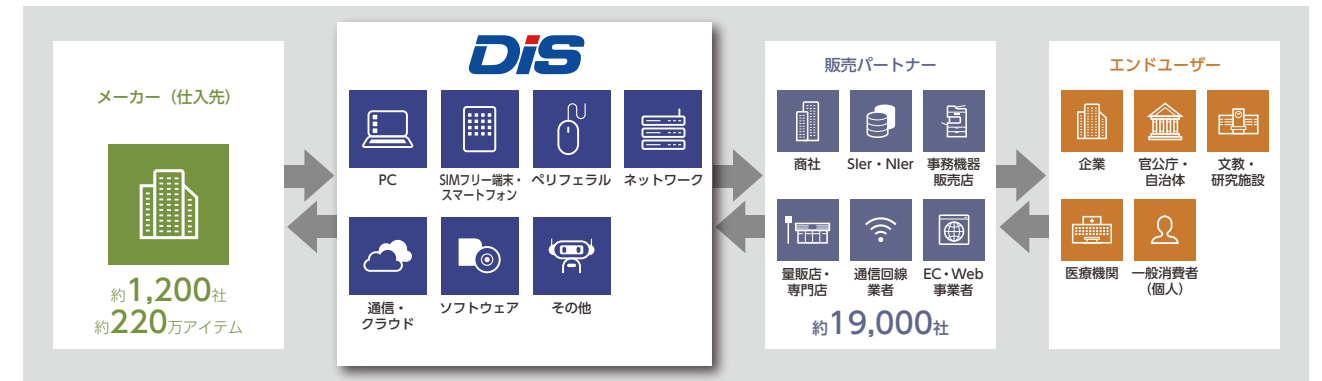 メーカー（仕入先）
約1,200社
約220万アイテム
DiS
PC
SIMフリー端末・
スマートフォン
ペリフェラル
ネットワーク
通信・
クラウド
ソフトウェア
その他
販売パートナー
商社
SIer・NIer
事務機器
販売店
量販店・
専門店
通信回線
業者
EC・Web
事業者
約19,000社
エンドユーザー
企業
官公庁・
自治体
文教・
研究施設
医療機関
一般消費者
（個人）